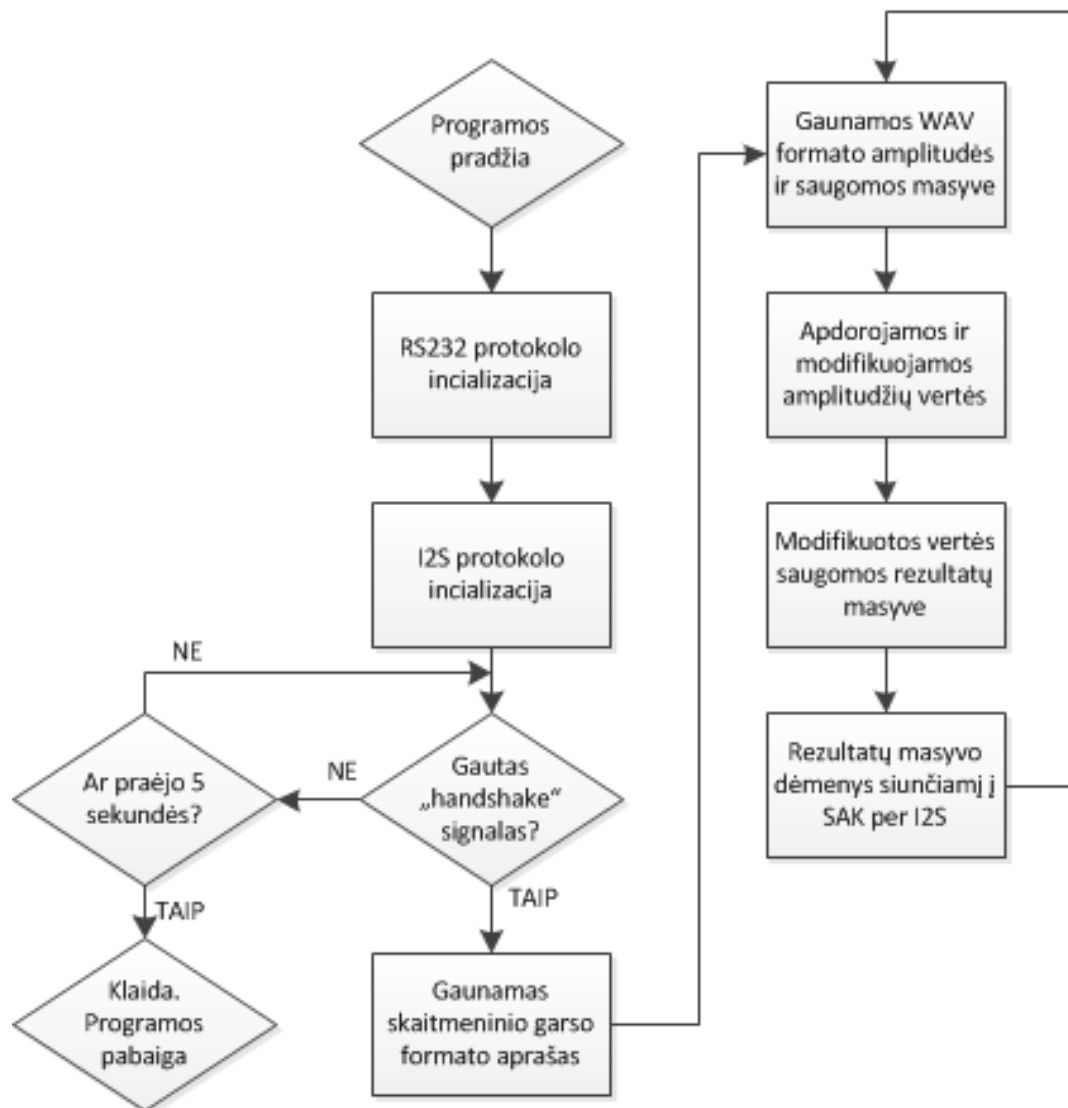 Programos
pradžia
RS232 protokolo
incializacija
I2S protokolo
incializacija
NE
Ar praėjo 5
sekundės?
NE
Gautas
„handshake“
signalas?
TAIP
Klaida.
Programos
pabaiga
TAIP
Gaunamas
skaitmeninio garso
formato aprašas
Gaunamos WAV
formato amplitudės
ir saugomos masyve
Apdorojamos ir
modifikuojamos
amplitudžių vertės
Modifikuotos vertės
saugomos rezultatų
masyve
Rezultatų masyvo
dėmenys siunčiamį į
SAK per I2S